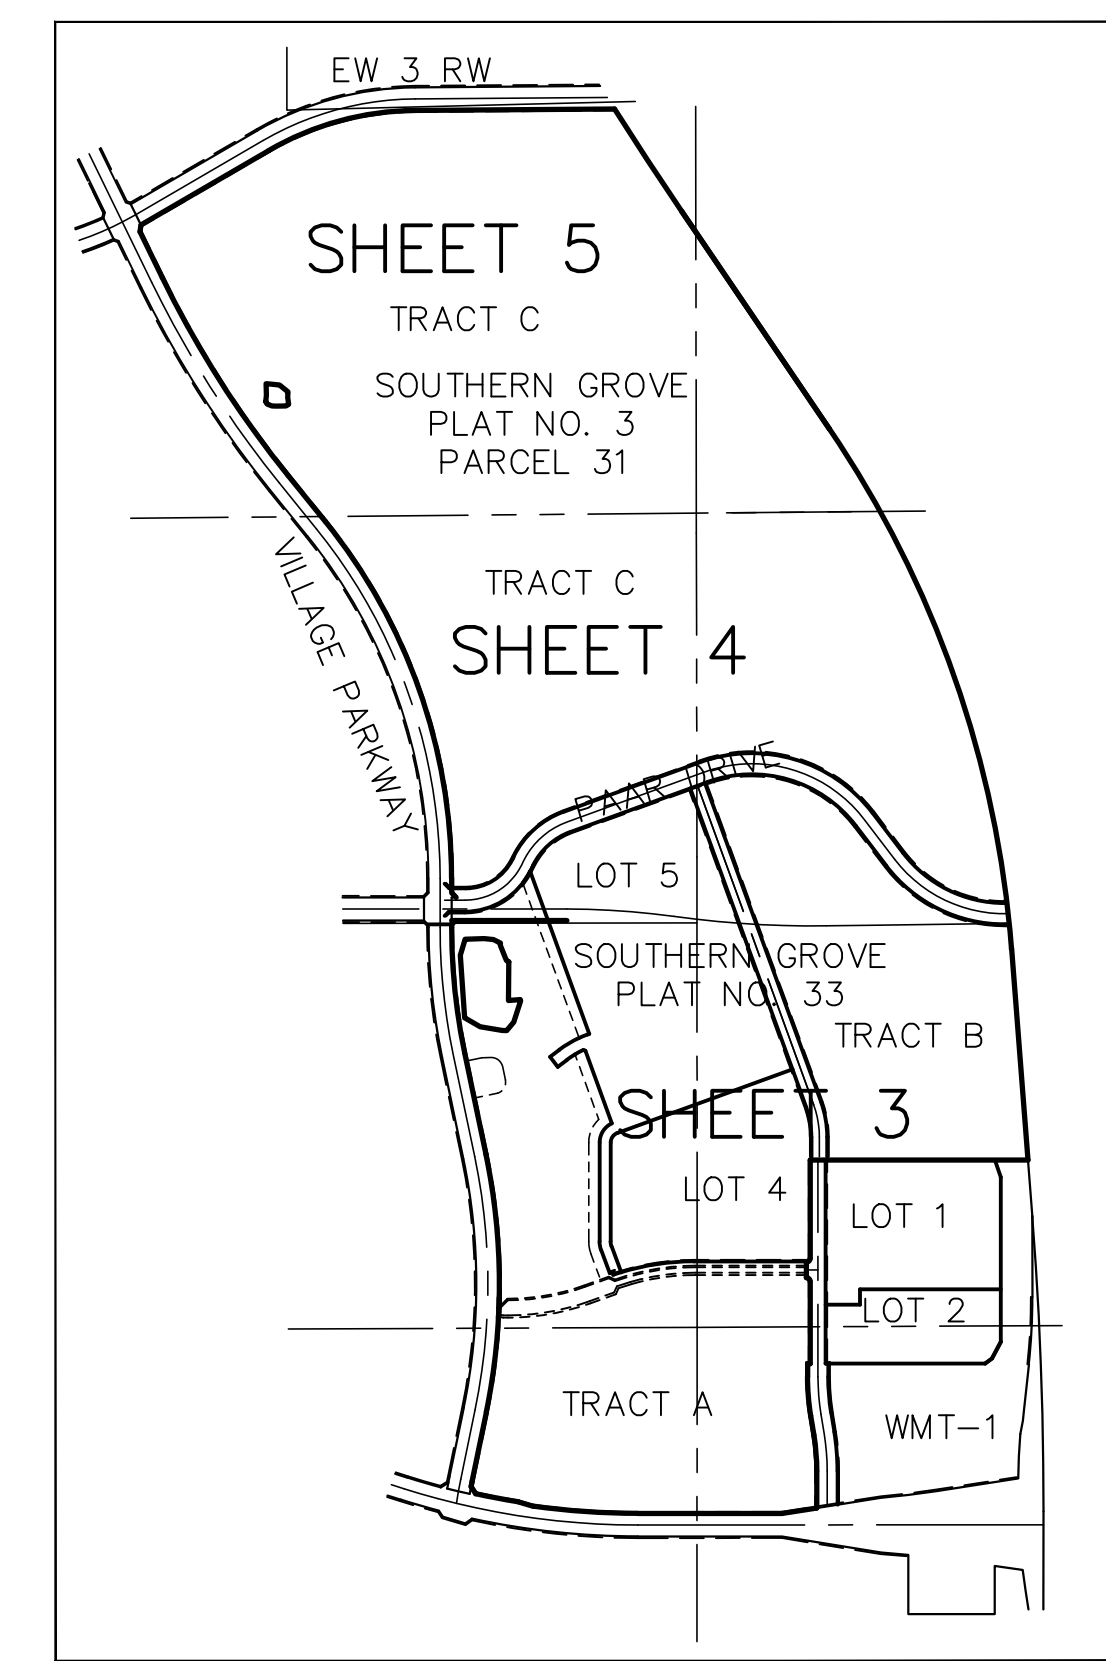 EW 3 RW
SHEET 5
TRACT C
SOUTHERN GROVE
PLAT NO. 3
PARCEL 31
VILLAGE PARKWAY
TRACT C
SHEET 4
PAAR DRIVE
LOT 5
SOUTHERN GROVE
PLAT NO. 33
TRACT B
SHEET 3
LOT 4
LOT 1
LOT 2
TRACT A
WMT-1